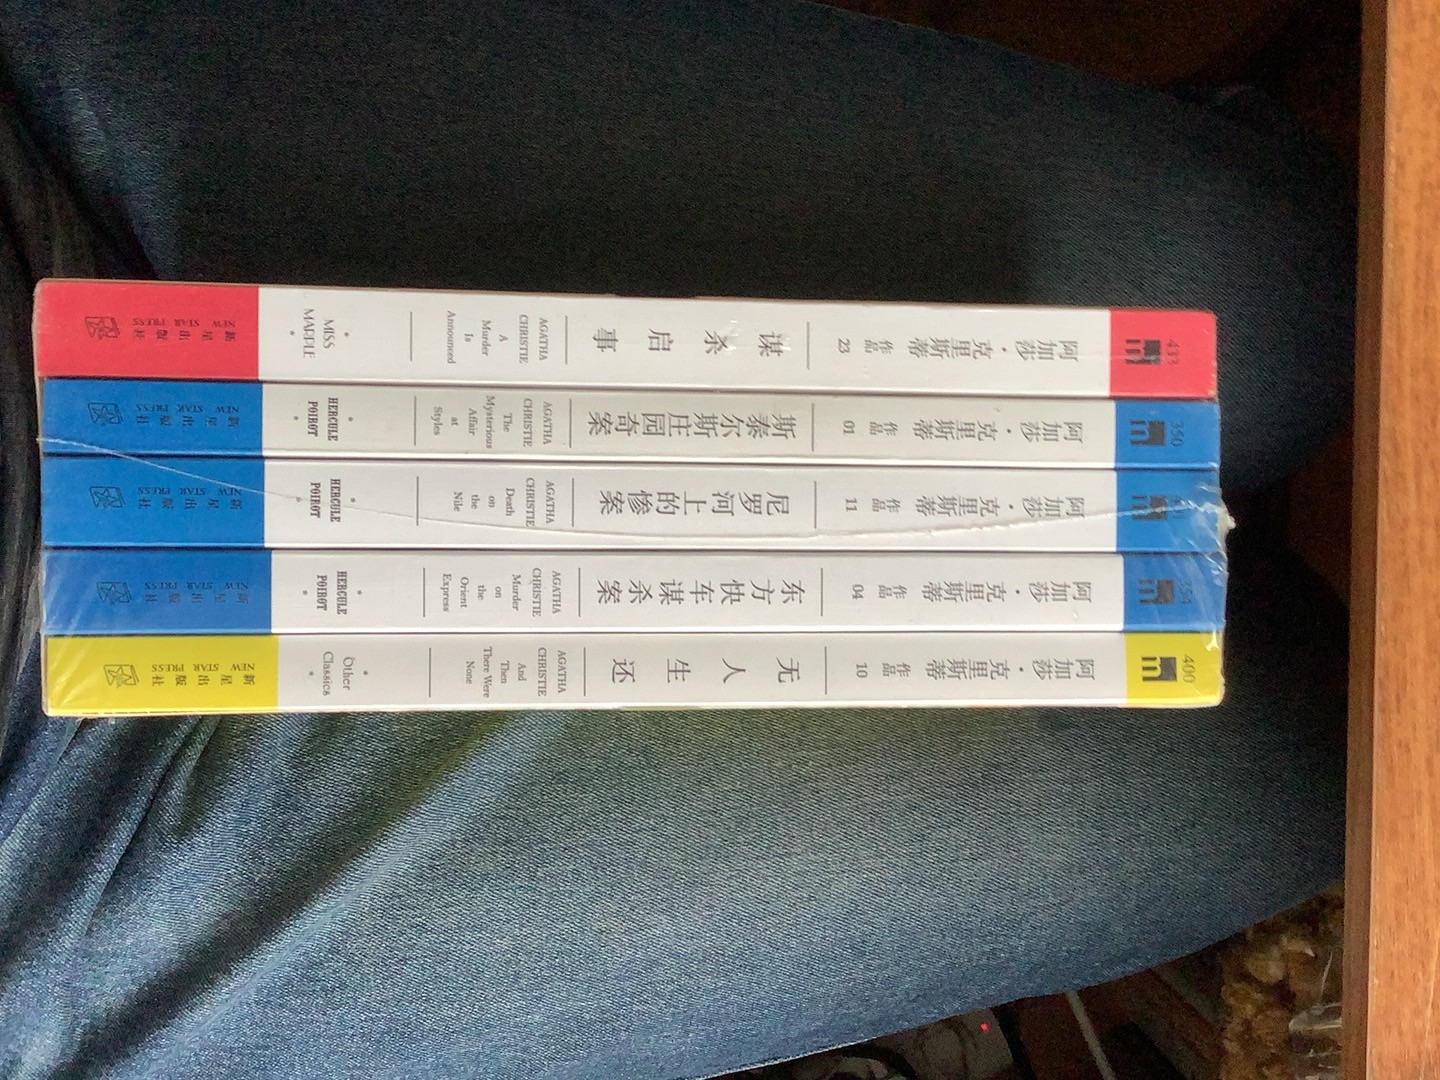 433
m
阿加莎·克里斯蒂
作品
23
谋杀启事
AGATHA
CHRISTIE
A
Murder
Is
Announced
MISS
MARPLE
新星出版社
NEW STAR PRESS
350
m
阿加莎·克里斯蒂
作品
01
斯泰尔斯庄园奇案
AGATHA
CHRISTIE
The
Mysterious
Affair
at
Styles
HERCULE
POIROT
新星出版社
NEW STAR PRESS
m
阿加莎·克里斯蒂
作品
11
尼罗河上的惨案
AGATHA
CHRISTIE
Death
on
the
Nile
HERCULE
POIROT
新星出版社
NEW STAR PRESS
m
阿加莎·克里斯蒂
作品
04
东方快车谋杀案
AGATHA
CHRISTIE
Murder
on
the
Orient
Express
HERCULE
POIROT
新星出版社
NEW STAR PRESS
400
m
阿加莎·克里斯蒂
作品
10
无人生还
AGATHA
CHRISTIE
And
Then
There Were
None
Other
Classics
新星出版社
NEW STAR PRESS